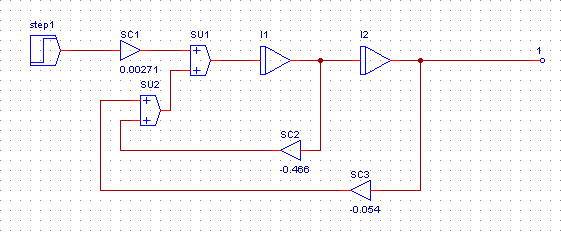 step1
SC1
SU1
I1
I2
1
+
+
0.00271
SU2
+
+
SC2
-0.466
SC3
-0.054